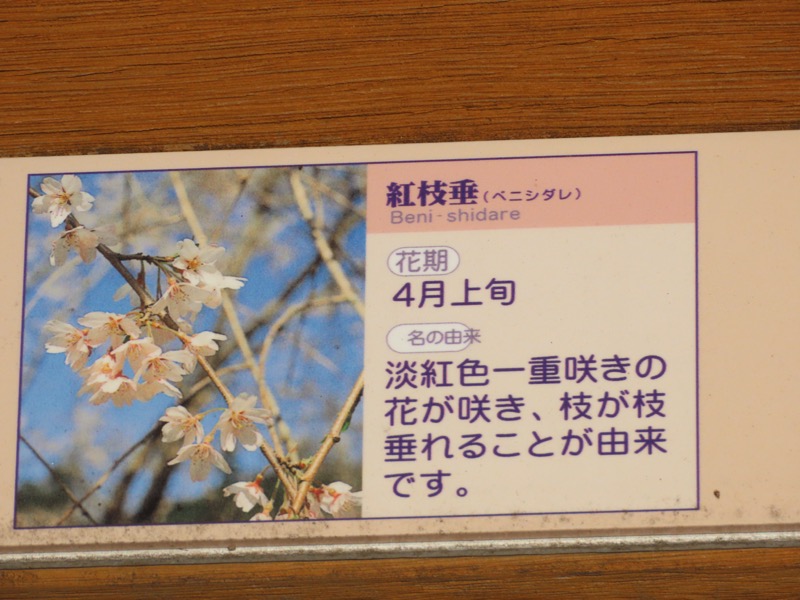 紅枝垂(ベニシダレ)
Beni-shidare
花期
4月上旬
名の由来
淡紅色一重咲きの
花が咲き、枝が枝
垂れることが由来
です。